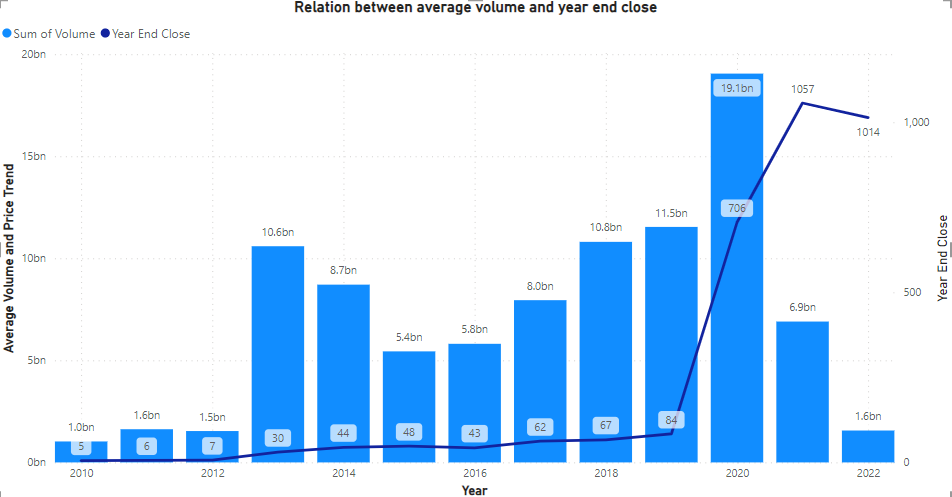 Relation between average volume and year end close
Sum of Volume Year End Close
Average Volume and Price Trend
20bn
15bn
10bn
5bn
0bn
1.0bn
1.6bn
1.5bn
10.6bn
8.7bn
5.4bn
5.8bn
8.0bn
10.8bn
11.5bn
19.1bn
6.9bn
1.6bn
5
6
7
30
44
48
43
62
67
84
706
1057
1014
1,000
500
0
Year End Close
2010 2012 2014 2016 2018 2020 2022
Year